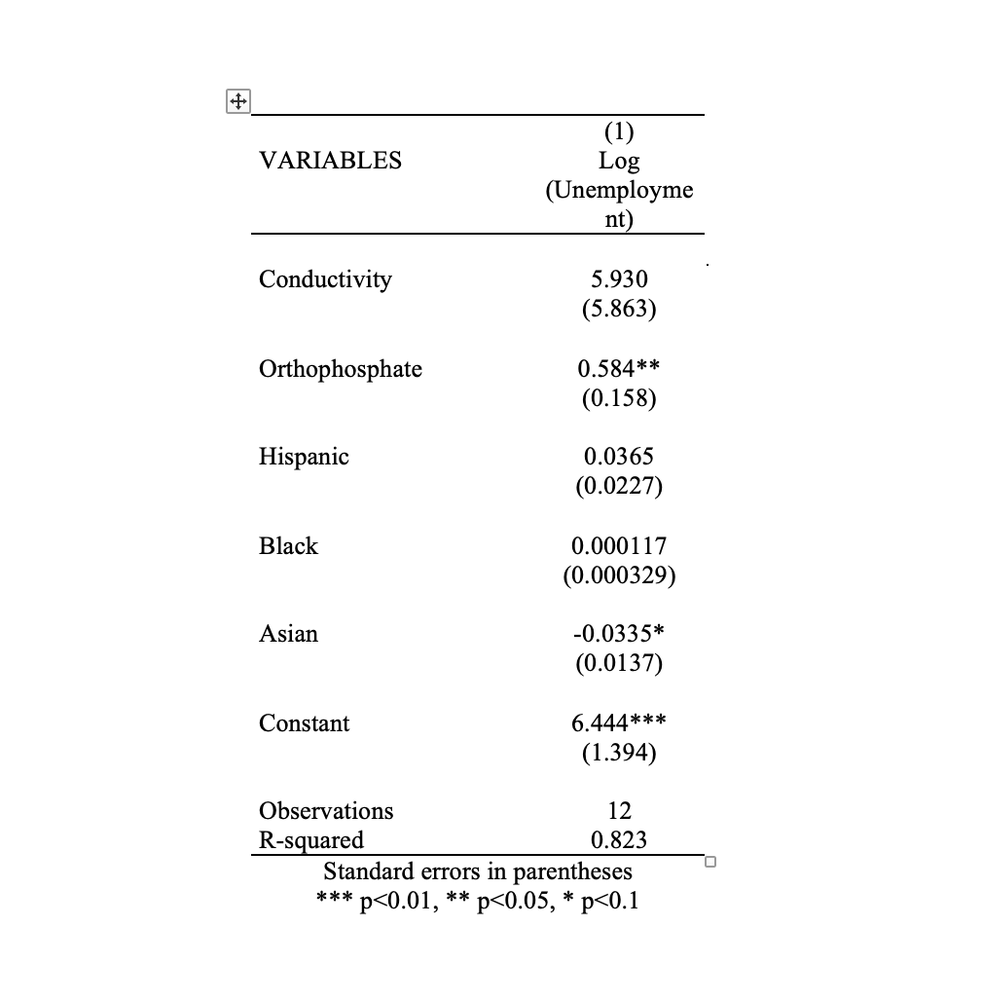 (1)
VARIABLES Log
(Unemployme
nt)
Conductivity 5.930
(5.863)
Orthophosphate 0.584**
(0.158)
Hispanic 0.0365
(0.0227)
Black 0.000117
(0.000329)
Asian -0.0335*
(0.0137)
Constant 6.444***
(1.394)
Observations 12
R-squared 0.823
Standard errors in parentheses
*** p<0.01, ** p<0.05, * p<0.1